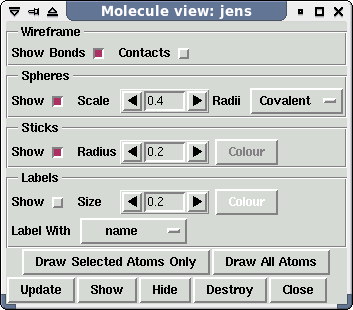 Molecule view: jens
Wireframe
Show Bonds Contacts
Spheres
Show Scale 0.4 Radii Covalent
Sticks
Show Radius 0.2 Colour
Labels
Show Size 0.2 Colour
Label With name
Draw Selected Atoms Only Draw All Atoms
Update Show Hide Destroy Close